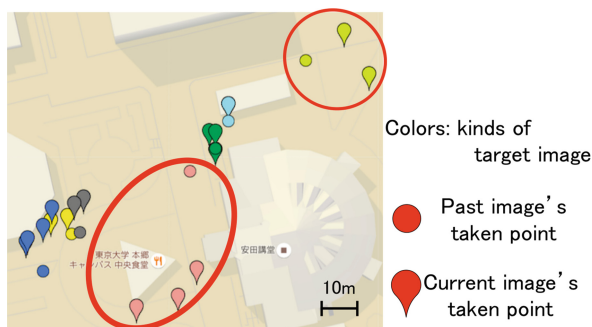 Colors: kinds of
target image
Past image's
taken point
Current image's
taken point
東京大学 本郷
キャンパス 中央食堂
安田講堂
10m